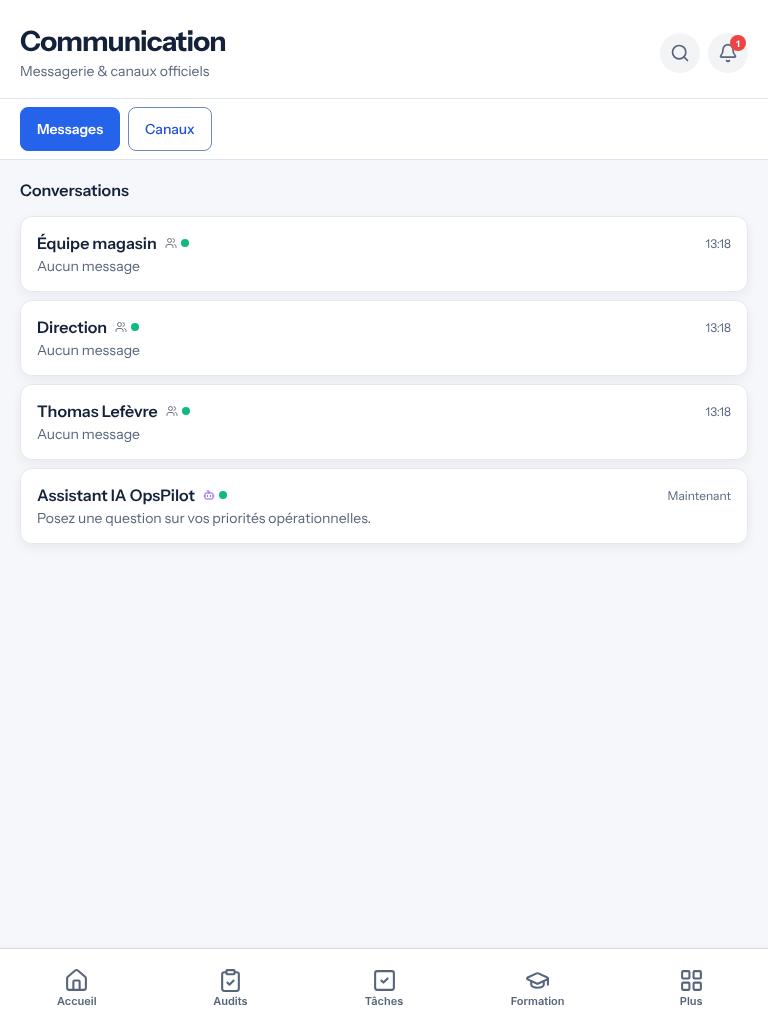 Communication
Messagerie & canaux officiels
1
Messages
Canaux
Conversations
Équipe magasin
13:18
Aucun message
Direction
13:18
Aucun message
Thomas Lefèvre
13:18
Aucun message
Assistant IA OpsPilot
Maintenant
Posez une question sur vos priorités opérationnelles.
Accueil
Audits
Tâches
Formation
Plus